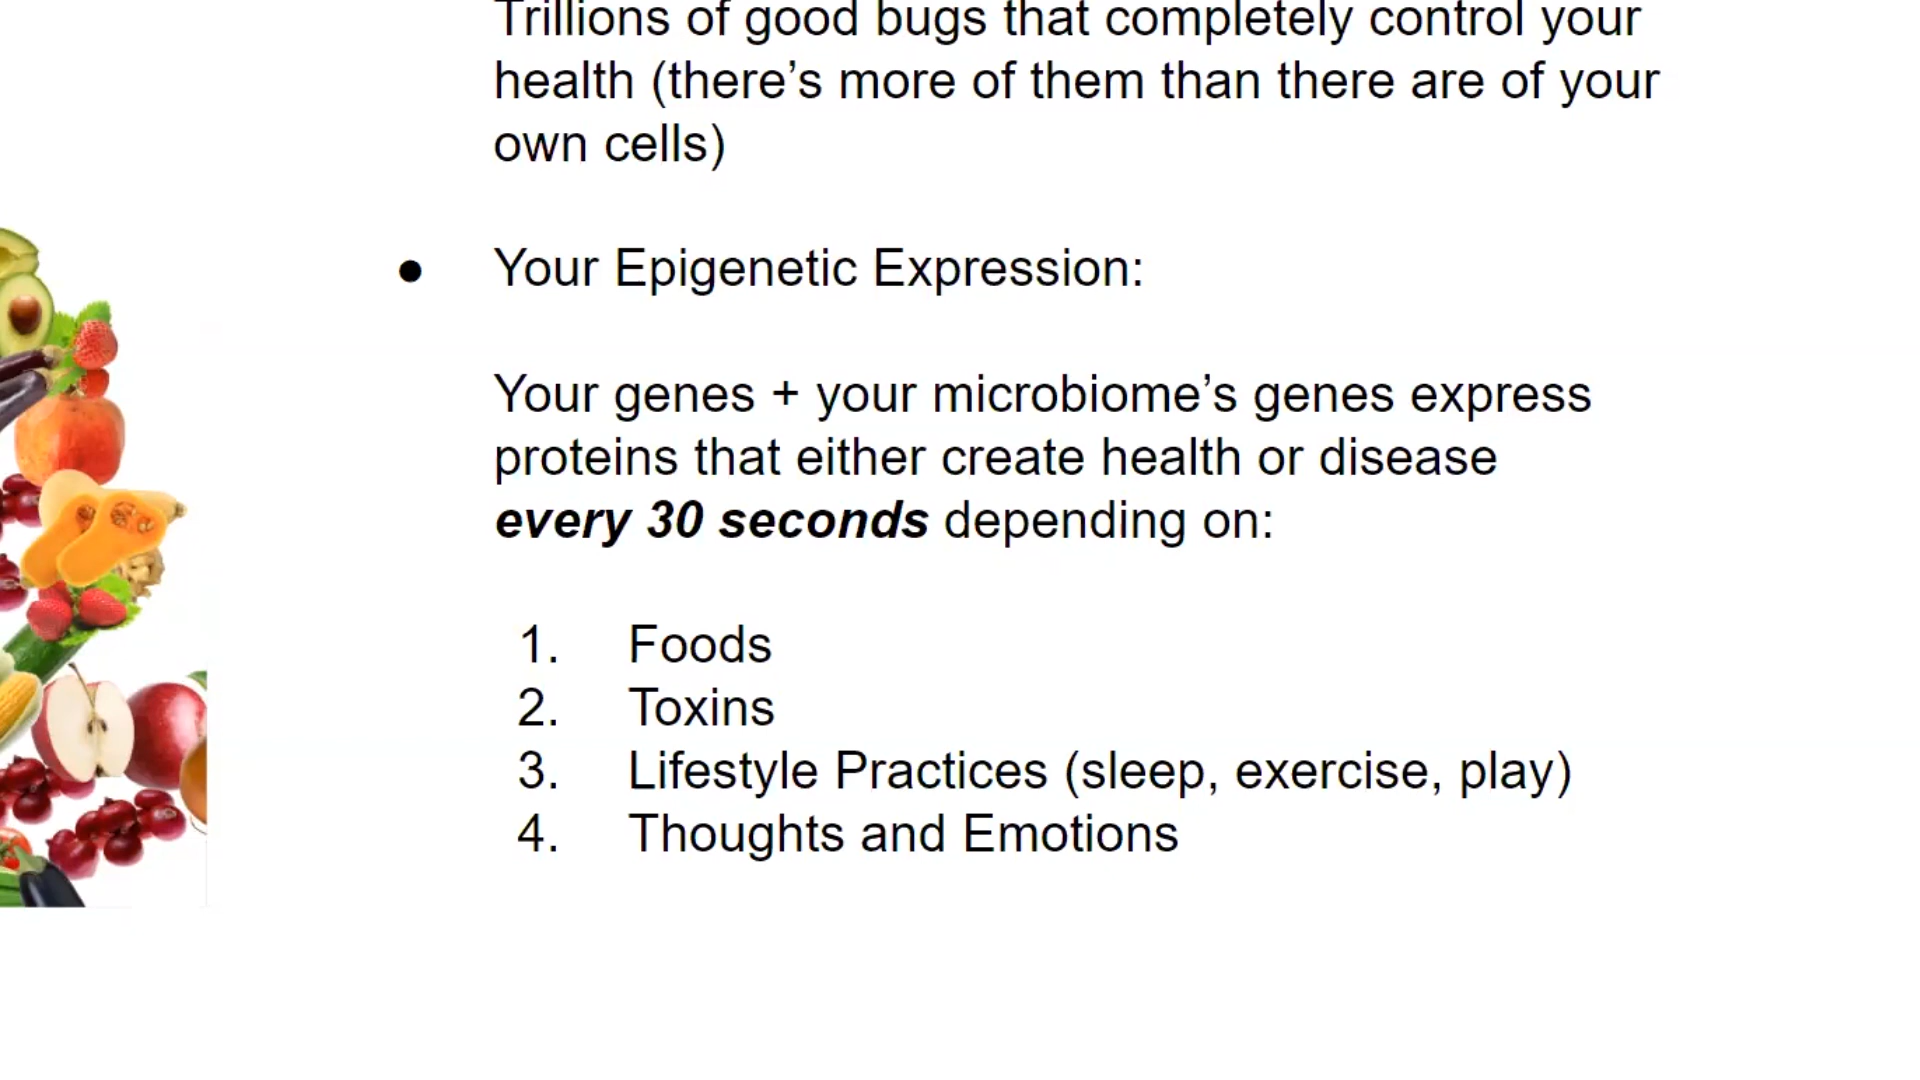 Trillions of good bugs that completely control your
health (there’s more of them than there are of your
own cells)
● Your Epigenetic Expression:
Your genes + your microbiome’s genes express
proteins that either create health or disease
every 30 seconds depending on:
1. Foods
2. Toxins
3. Lifestyle Practices (sleep, exercise, play)
4. Thoughts and Emotions